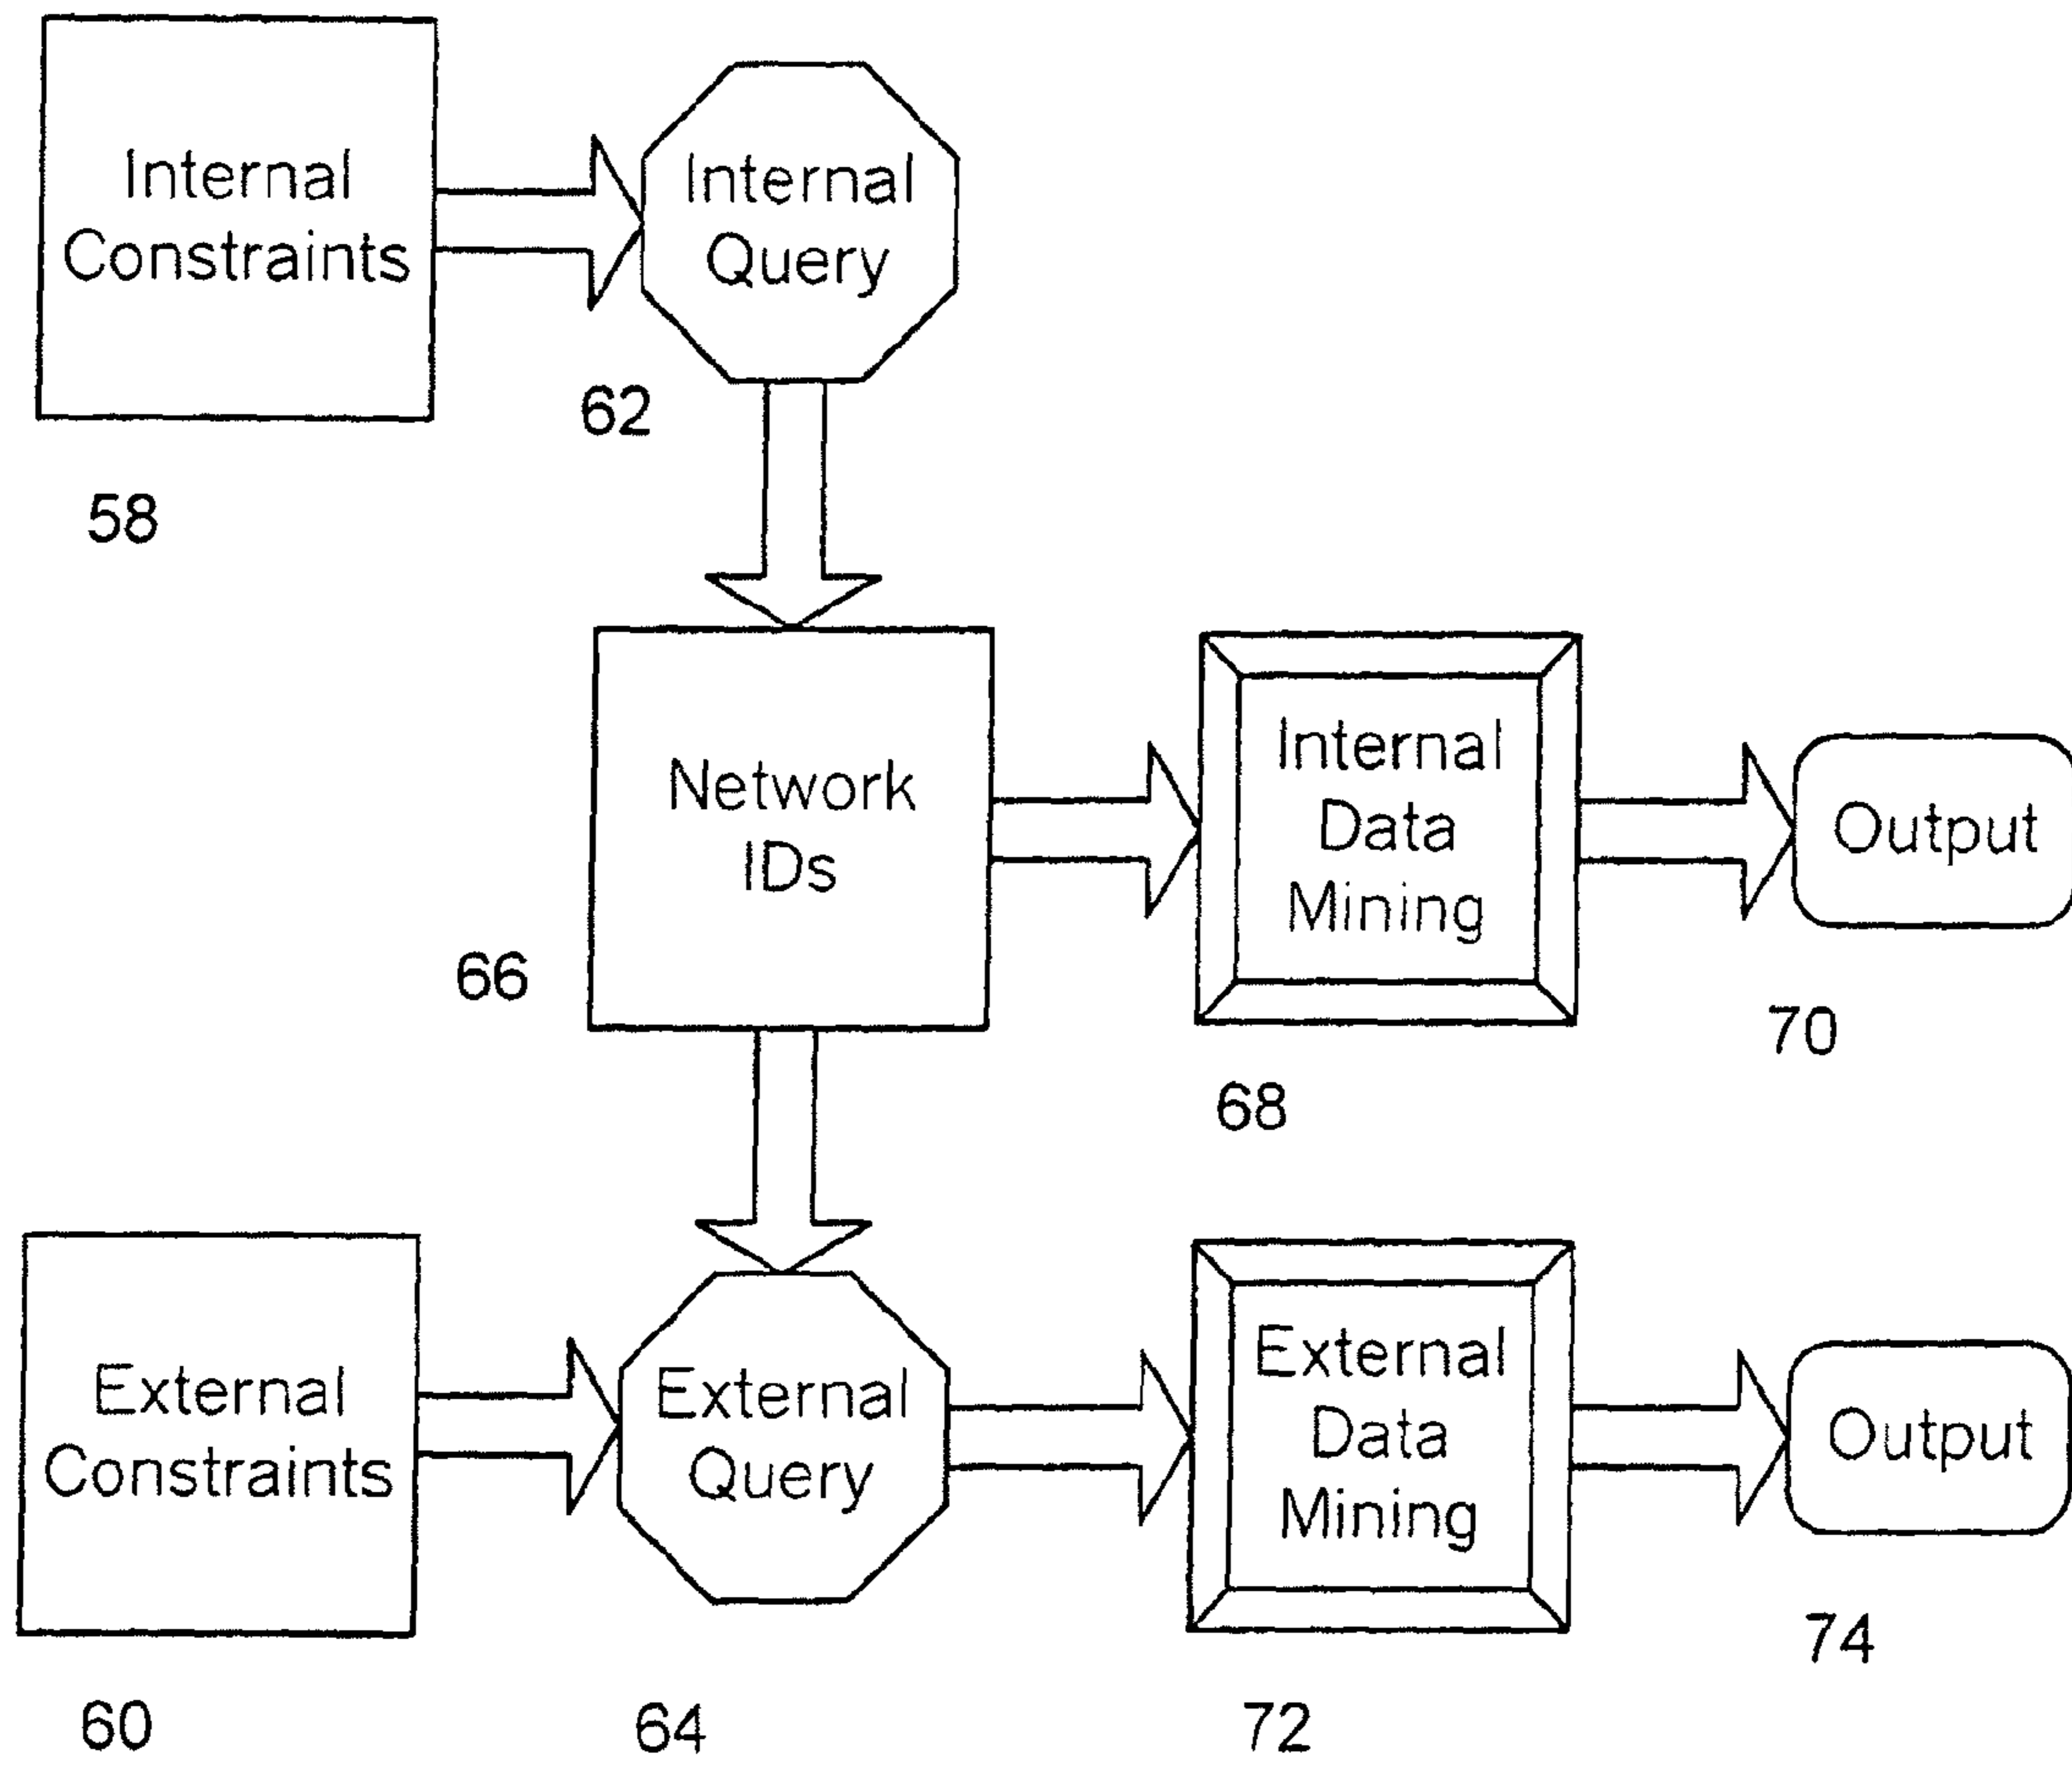 Internal
Constraints
58
Internal
Query
62
Network
IDs
66
Internal
Data
Mining
68
Output
70
External
Constraints
60
External
Query
64
External
Data
Mining
72
Output
74